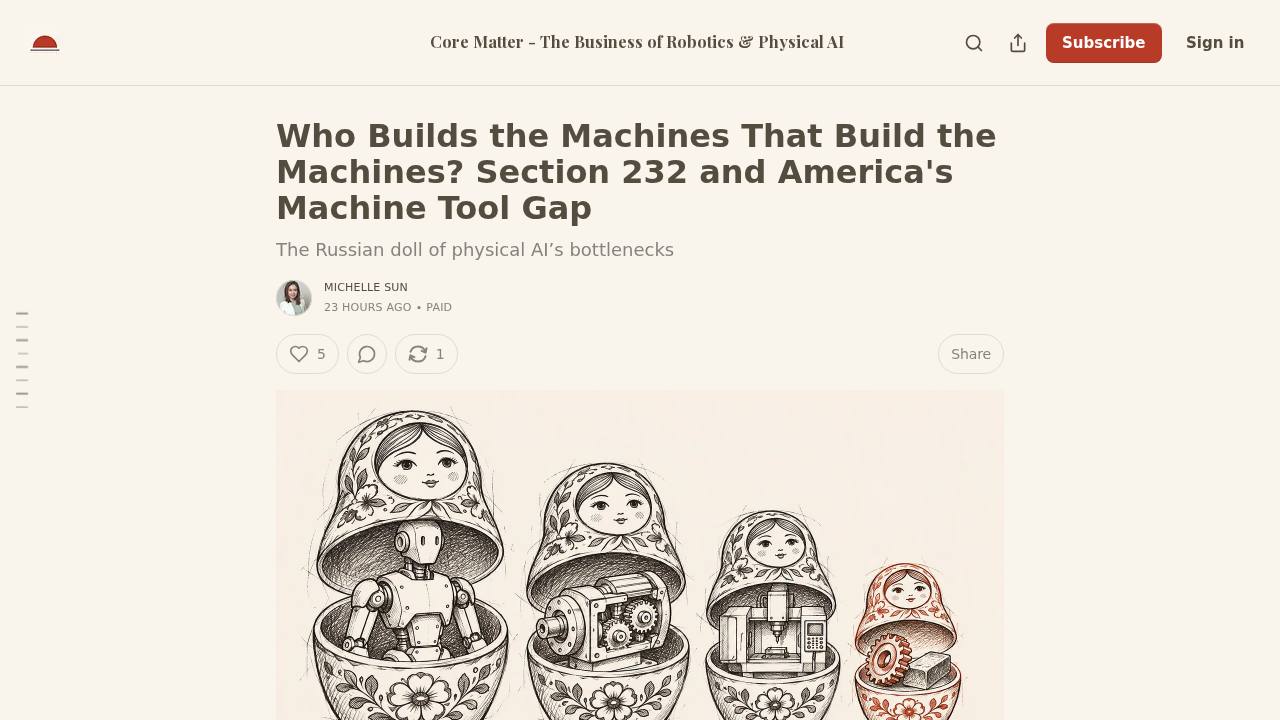 Core Matter - The Business of Robotics & Physical AI
Subscribe
Sign in
Who Builds the Machines That Build the
Machines? Section 232 and America's
Machine Tool Gap
The Russian doll of physical AI’s bottlenecks
MICHELLE SUN
23 HOURS AGO • PAID
5
1
Share